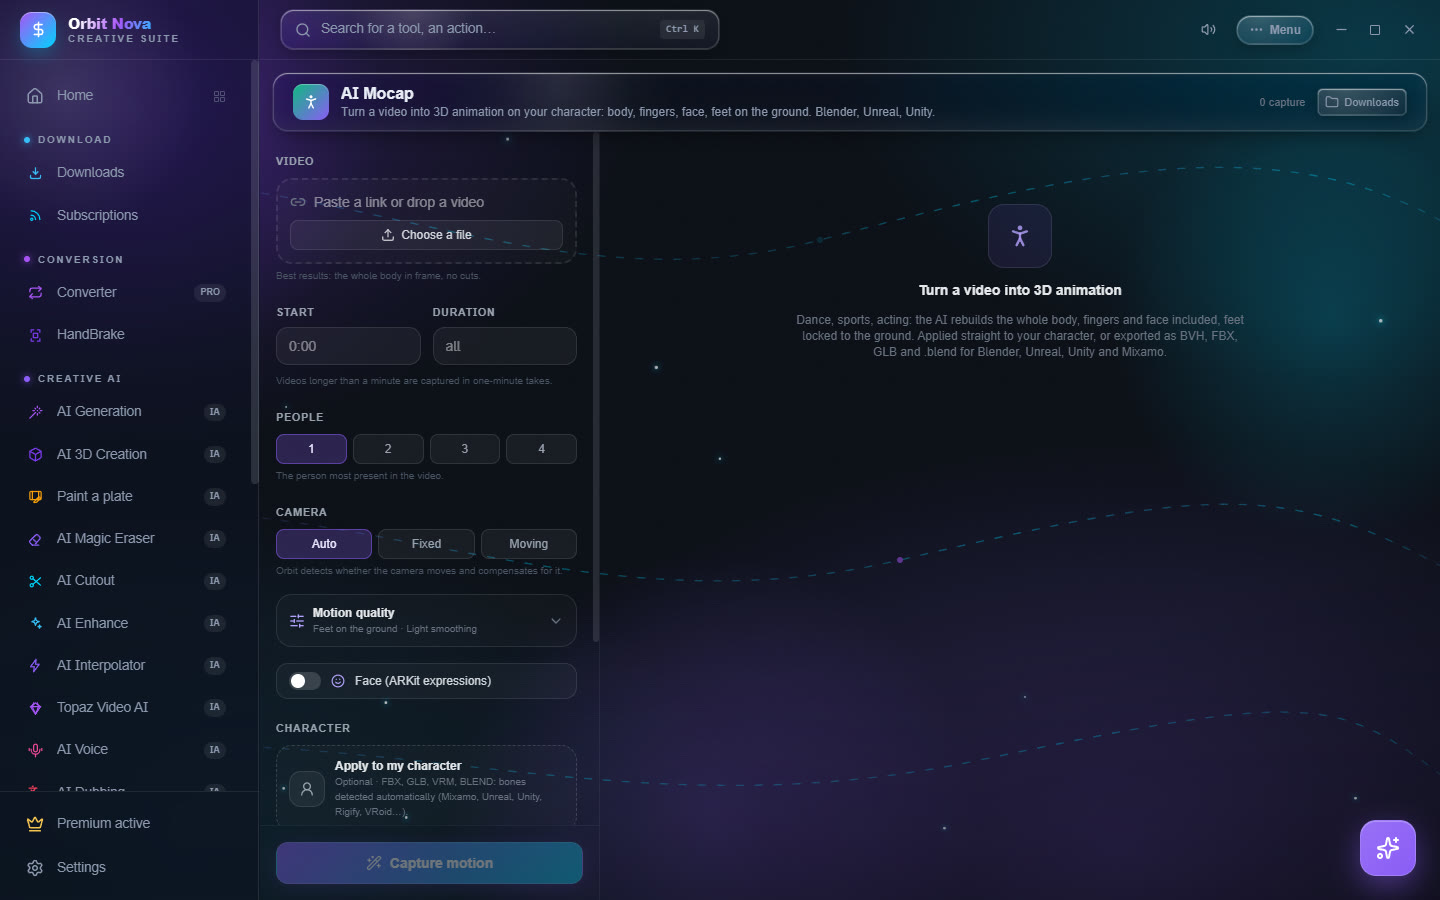 Orbit Nova
CREATIVE SUITE
Search for a tool, an action...
Ctrl K
Menu
Home
DOWNLOAD
Downloads
Subscriptions
CONVERSION
Converter
PRO
HandBrake
CREATIVE AI
AI Generation
IA
AI 3D Creation
IA
Paint a plate
IA
AI Magic Eraser
IA
AI Cutout
IA
AI Enhance
IA
AI Interpolator
IA
Topaz Video AI
IA
AI Voice
IA
AI Dubbing
IA
Premium active
Settings
AI Mocap
Turn a video into 3D animation on your character: body, fingers, face, feet on the ground. Blender, Unreal, Unity.
0 capture
Downloads
VIDEO
Paste a link or drop a video
Choose a file
Best results: the whole body in frame, no cuts.
START
DURATION
0:00
all
Videos longer than a minute are captured in one-minute takes.
PEOPLE
1
2
3
4
The person most present in the video.
CAMERA
Auto
Fixed
Moving
Orbit detects whether the camera moves and compensates for it.
Motion quality
Feet on the ground · Light smoothing
Face (ARKit expressions)
CHARACTER
Apply to my character
Optional · FBX, GLB, VRM, BLEND: bones
detected automatically (Mixamo, Unreal, Unity,
Rigify, VRoid...).
Capture motion
Turn a video into 3D animation
Dance, sports, acting: the AI rebuilds the whole body, fingers and face included, feet
locked to the ground. Applied straight to your character, or exported as BVH, FBX,
GLB and .blend for Blender, Unreal, Unity and Mixamo.